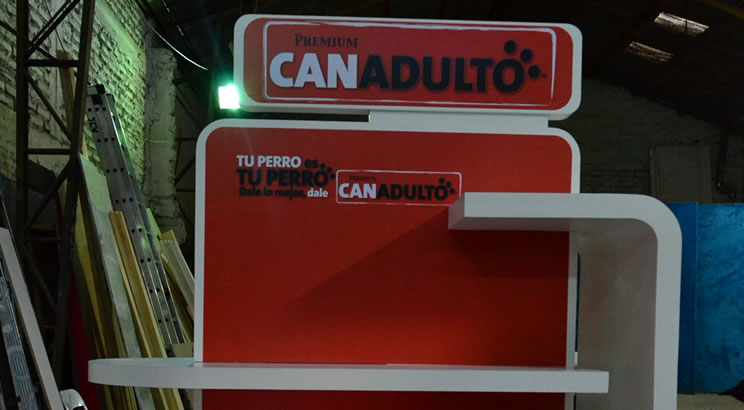 PREMIUM
CANADULTO
TU PERRO es
TU PERRO
Dale lo mejor, dale
PREMIUM
CANADULTO